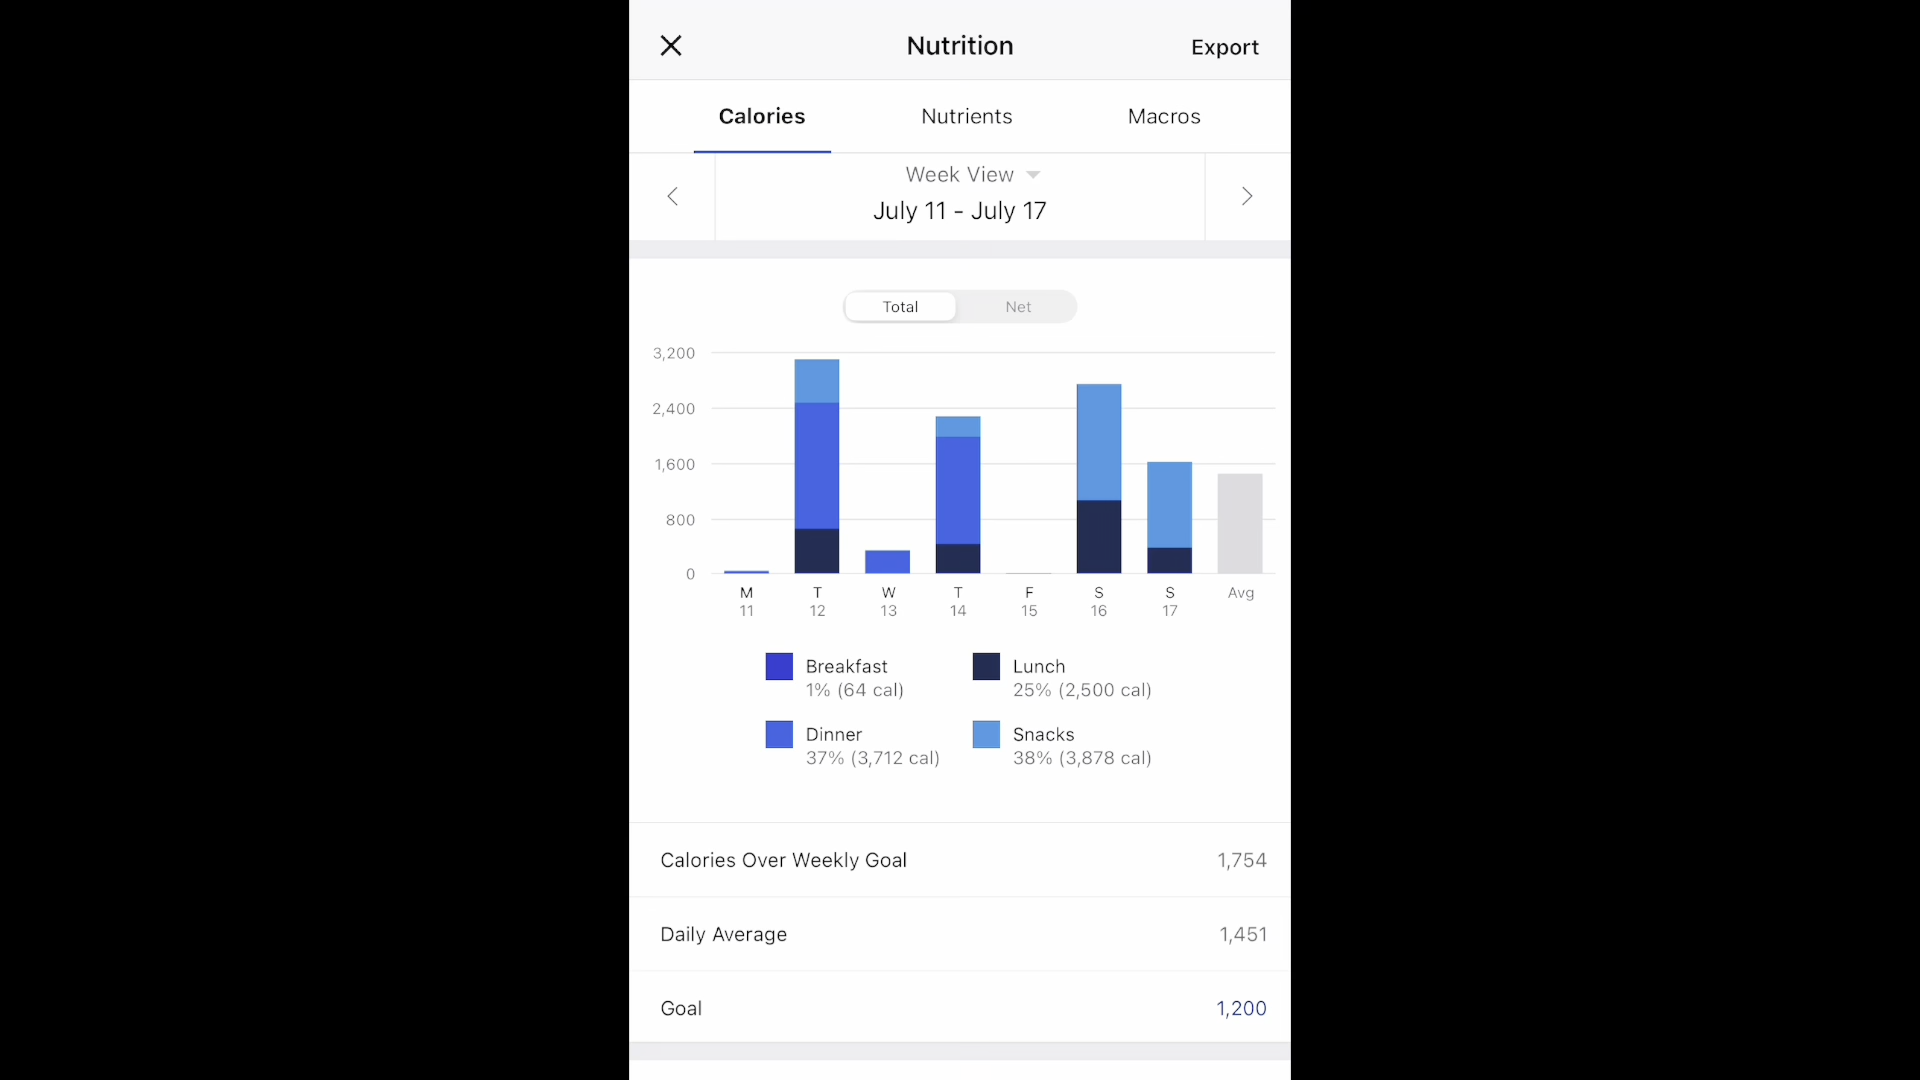 Nutrition
Export
Calories
Nutrients
Macros
Week View
July 11 - July 17
Total
Net
3,200
2,400
1,600
800
0
M
T
W
T
F
S
S
Avg
11
12
13
14
15
16
17
Breakfast
1% (64 cal)
Lunch
25% (2,500 cal)
Dinner
37% (3,712 cal)
Snacks
38% (3,878 cal)
Calories Over Weekly Goal
1,754
Daily Average
1,451
Goal
1,200